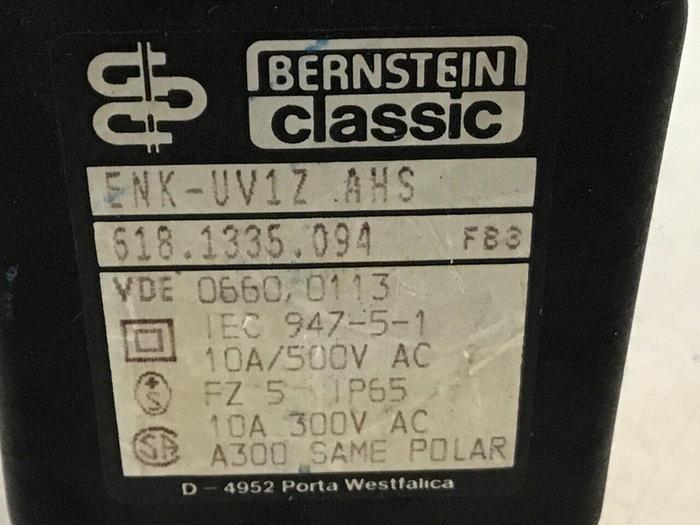 BERNSTEIN
classic
ENK-UV1Z AHS
618.1335.094 FB3
VDE 0660, 0113
IEC 947-5-1
10A/500V AC
FZ 5 IP65
10A 300V AC
A300 SAME POLAR
D-4952 Porta Westfalica